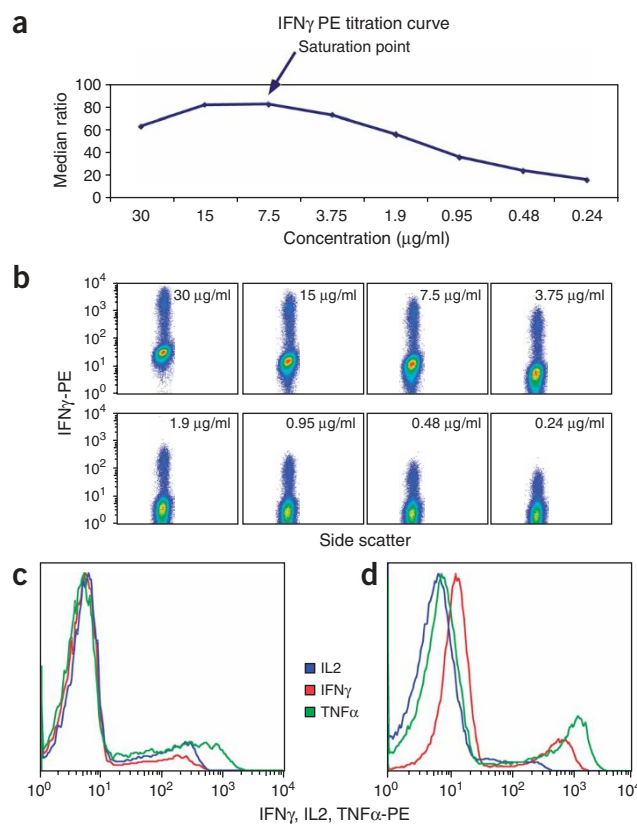 a
IFNγ PE titration curve
Saturation point
Median ratio
100
80
60
40
20
0
30 15 7.5 3.75 1.9 0.95 0.48 0.24
Concentration (μg/ml)
b
IFNγ-PE
10⁴
10³
10²
10¹
10⁰
30 μg/ml 15 μg/ml 7.5 μg/ml 3.75 μg/ml
10⁴
10³
10²
10¹
10⁰
1.9 μg/ml 0.95 μg/ml 0.48 μg/ml 0.24 μg/ml
Side scatter
c
10⁰ 10¹ 10² 10³ 10⁴
IL2
IFNγ
TNFα
d
10⁰ 10¹ 10² 10³ 10⁴
IFNγ, IL2, TNFα-PE